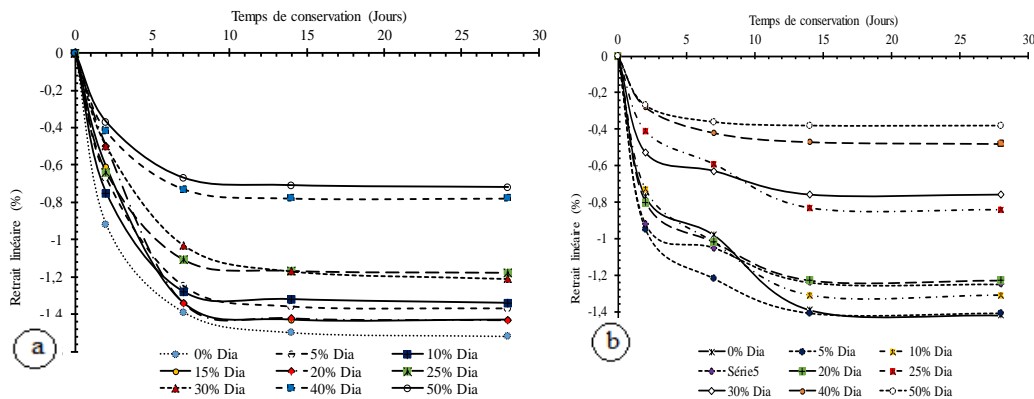 Temps de conservation (Jours)
0 5 10 15 20 25 30
0
-0,2
-0,4
-0,6
-0,8
-1
-1,2
-1,4
Retrait linéaire (%)
a
0% Dia 5% Dia 10% Dia
15% Dia 20% Dia 25% Dia
30% Dia 40% Dia 50% Dia
Temps de conservation (Jours)
0 5 10 15 20 25 30
0
-0,2
-0,4
-0,6
-0,8
-1
-1,2
-1,4
Retrait linéaire (%)
b
0% Dia 5% Dia 10% Dia
Série5 20% Dia 25% Dia
30% Dia 40% Dia 50% Dia